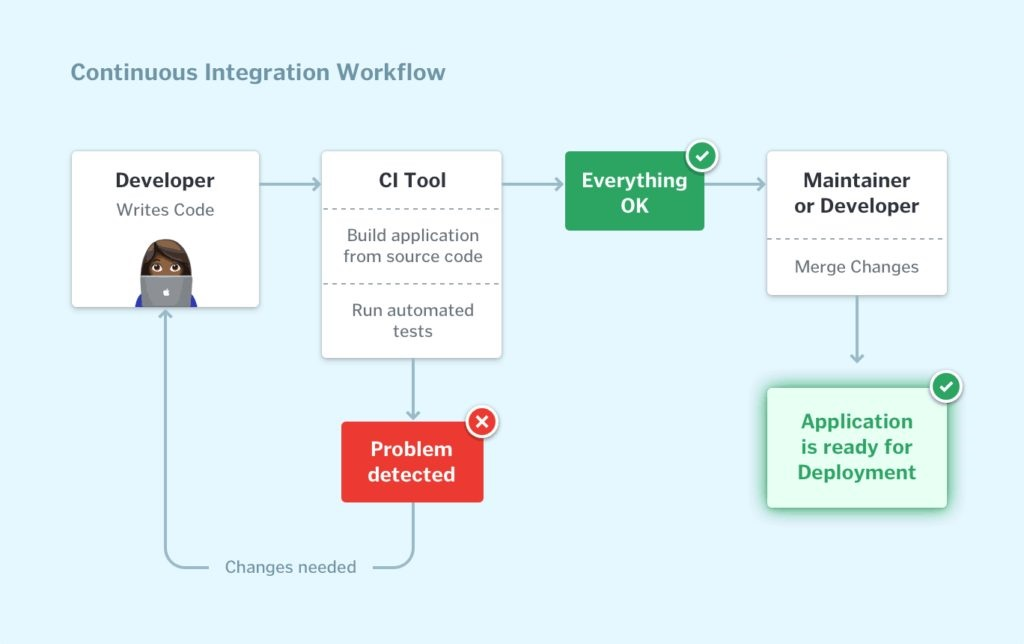 Continuous Integration Workflow
Developer
Writes Code
CI Tool
Build application
from source code
Run automated
tests
Everything
OK
Maintainer
or Developer
Merge Changes
Problem
detected
Changes needed
Application
is ready for
Deployment